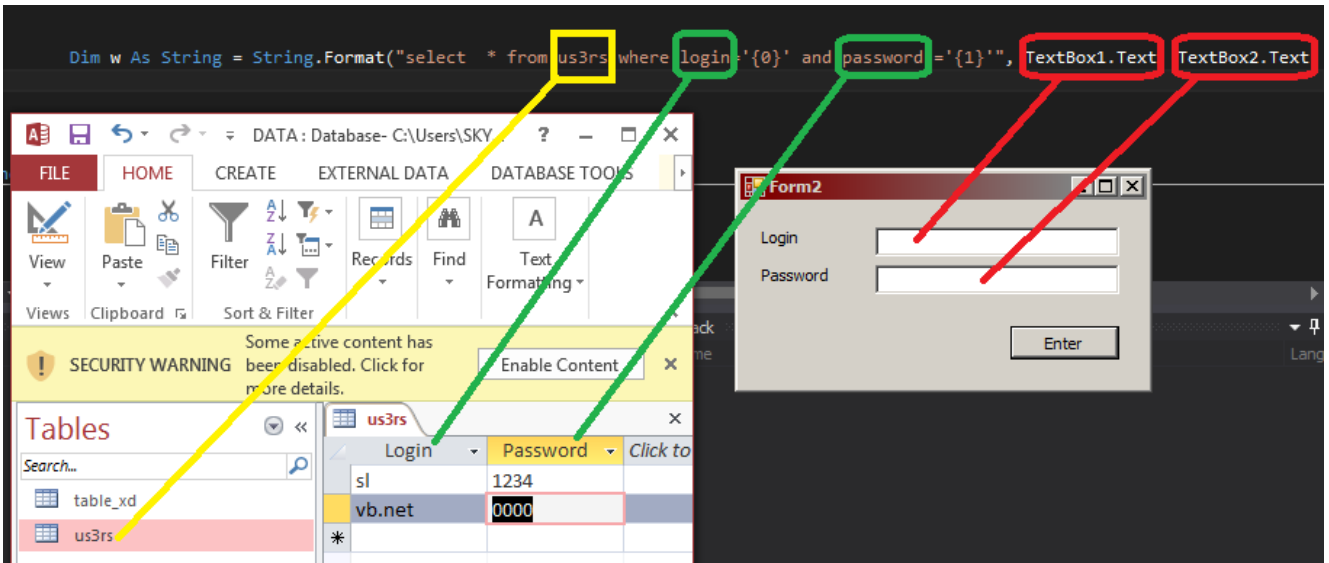 Dim w As String = String.Format("select * from us3rs where login='{0}' and password ='{1}'", TextBox1.Text TextBox2.Text
DATA : Database- C:\Users\SKY... ? – □ X
FILE HOME CREATE EXTERNAL DATA DATABASE TOOLS
View Paste Filter Records Find Text Formatting
Views Clipboard Sort & Filter
SECURITY WARNING Some active content has been disabled. Click for more details. Enable Content
Tables
Search...
table_xd
us3rs
us3rs
Login Password Click to
sl 1234
vb.net 0000
Form2
Login
Password
Enter
ack
me
Lang